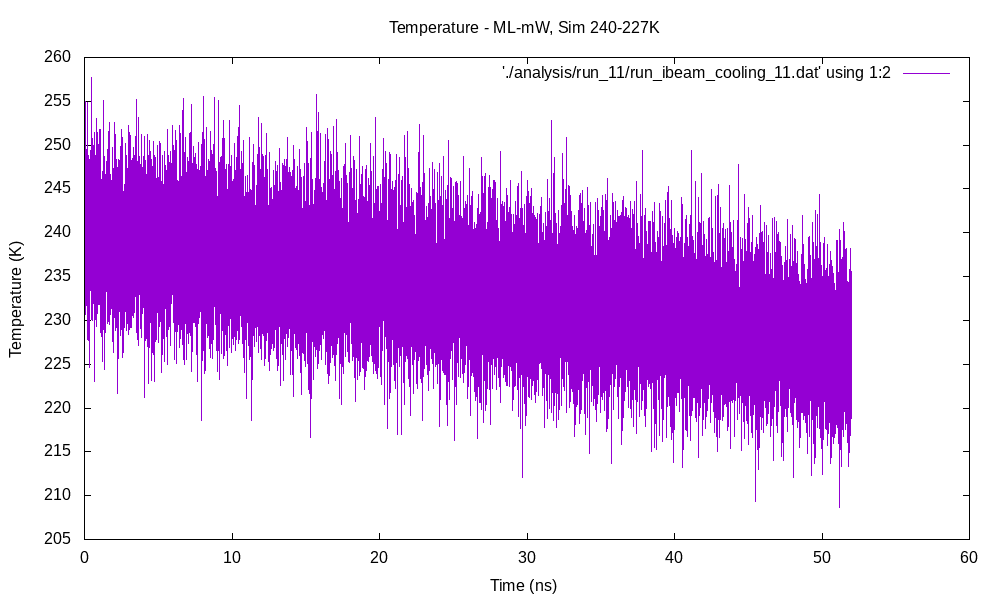 Temperature - ML-mW, Sim 240-227K
'./analysis/run_11/run_ibeam_cooling_11.dat' using 1:2
260
255
250
245
240
235
230
225
220
215
210
205
Temperature (K)
0 10 20 30 40 50 60
Time (ns)